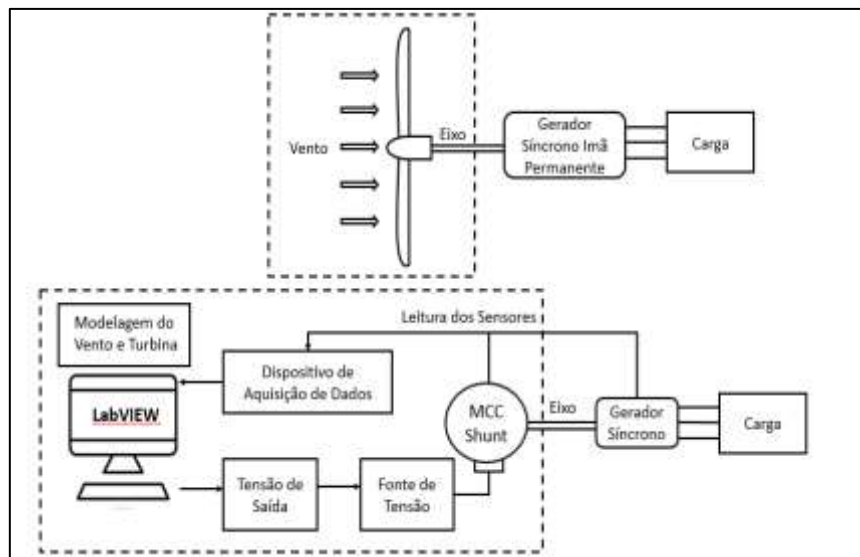 Vento
Eixo
Gerador
Síncrono Imã
Permanente
Carga
Modelagem do
Vento e Turbina
Leitura dos Sensores
Dispositivo de
Aquisição de Dados
LabVIEW
MCC
Shunt
Eixo
Gerador
Síncrono
Carga
Tensão de
Saída
Fonte de
Tensão